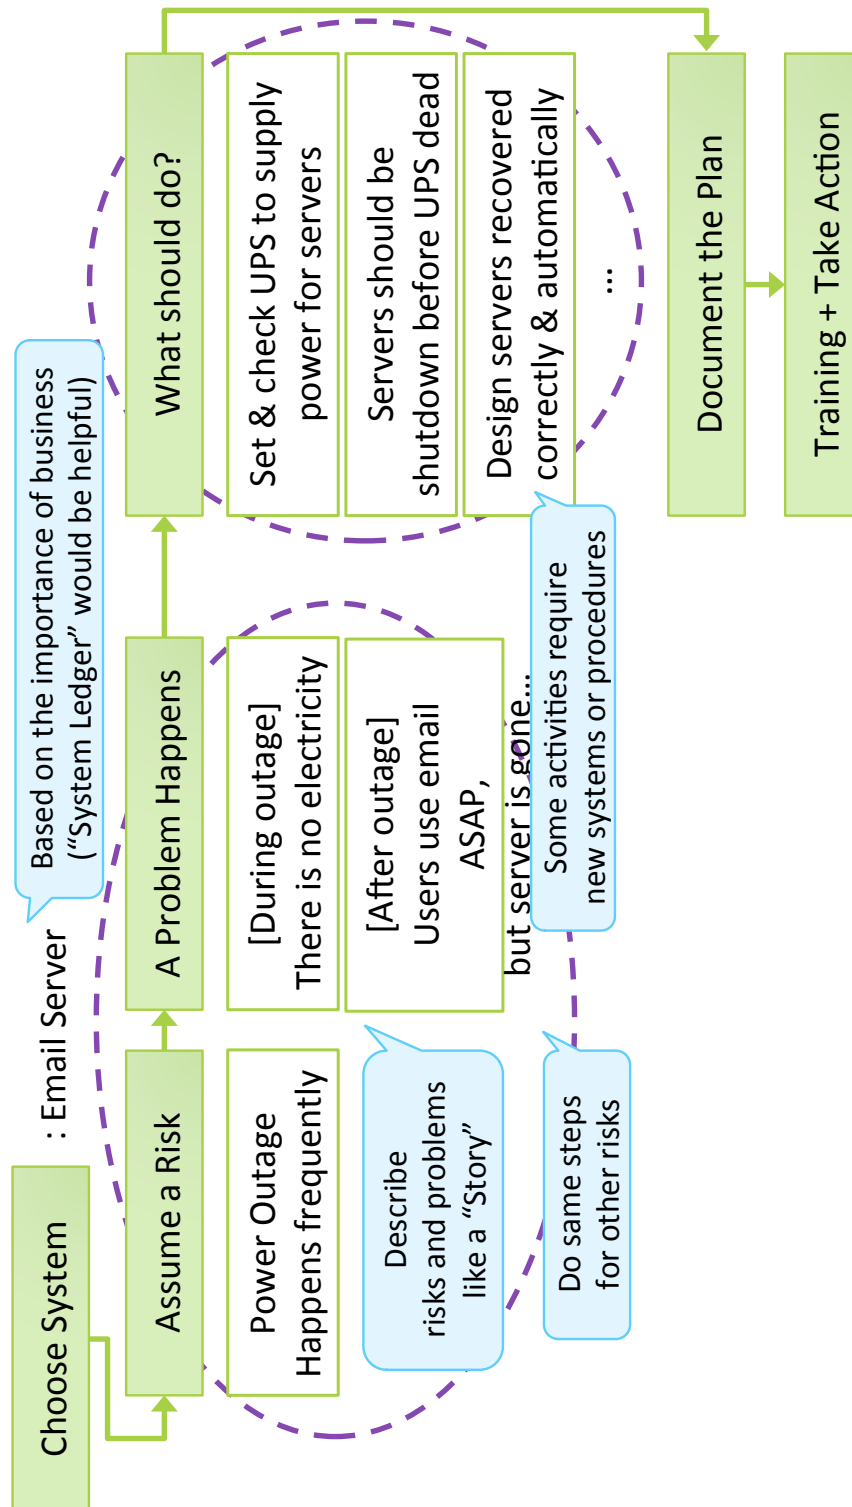 Choose System
: Email Server
Based on the importance of business
(“System Ledger” would be helpful)
Assume a Risk
A Problem Happens
What should do?
Power Outage
Happens frequently
[During outage]
There is no electricity
[After outage]
Users use email
ASAP,
but server is gone...
Set & check UPS to supply
power for servers
Servers should be
shutdown before UPS dead
Design servers recovered
correctly & automatically
...
Describe
risks and problems
like a “Story”
Do same steps
for other risks
Some activities require
new systems or procedures
Document the Plan
Training + Take Action